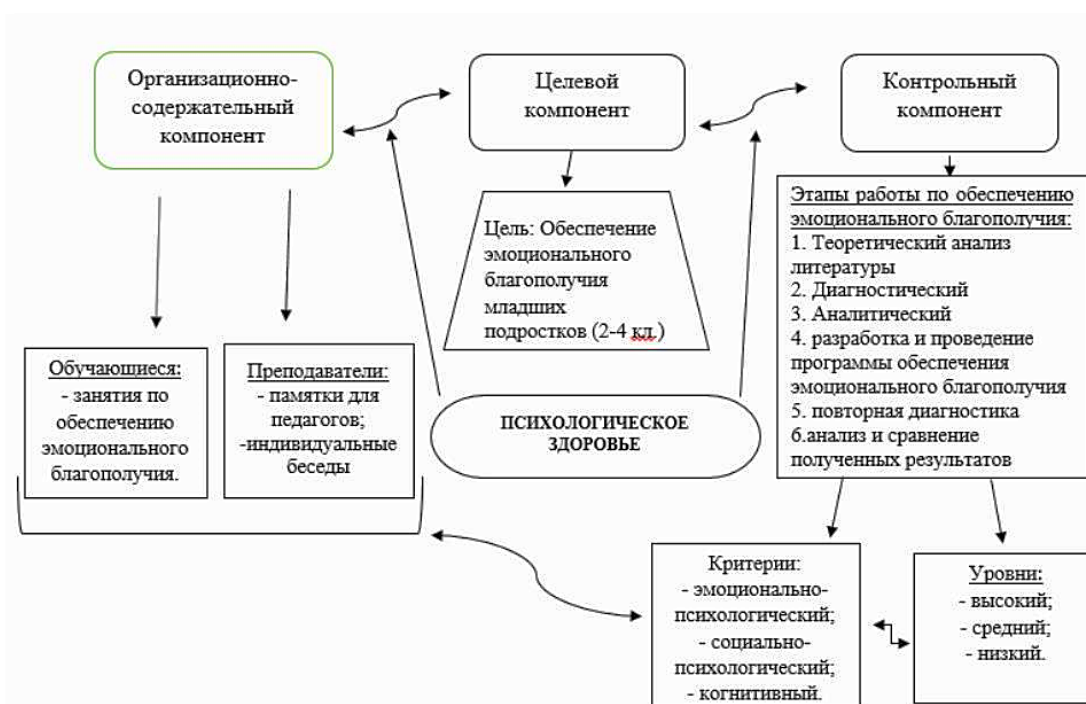 Организационно-
содержательный
компонент
Целевой
компонент
Контрольный
компонент
Цель: Обеспечение
эмоционального
благополучия
младших
подростков (2-4 кл.)
Этапы работы по обеспечению
эмоционального благополучия:
1. Теоретический анализ
литературы
2. Диагностический
3. Аналитический
4. разработка и проведение
программы обеспечения
эмоционального благополучия
5. повторная диагностика
6.анализ и сравнение
полученных результатов
Обучающиеся:
- занятия по
обеспечению
эмоционального
благополучия.
Преподаватели:
- памятки для
педагогов;
-индивидуальные
беседы
ПСИХОЛОГИЧЕСКОЕ
ЗДОРОВЬЕ
Критерии:
- эмоционально-
психологический;
- социально-
психологический;
- когнитивный.
Уровни:
- высокий;
- средний;
- низкий.